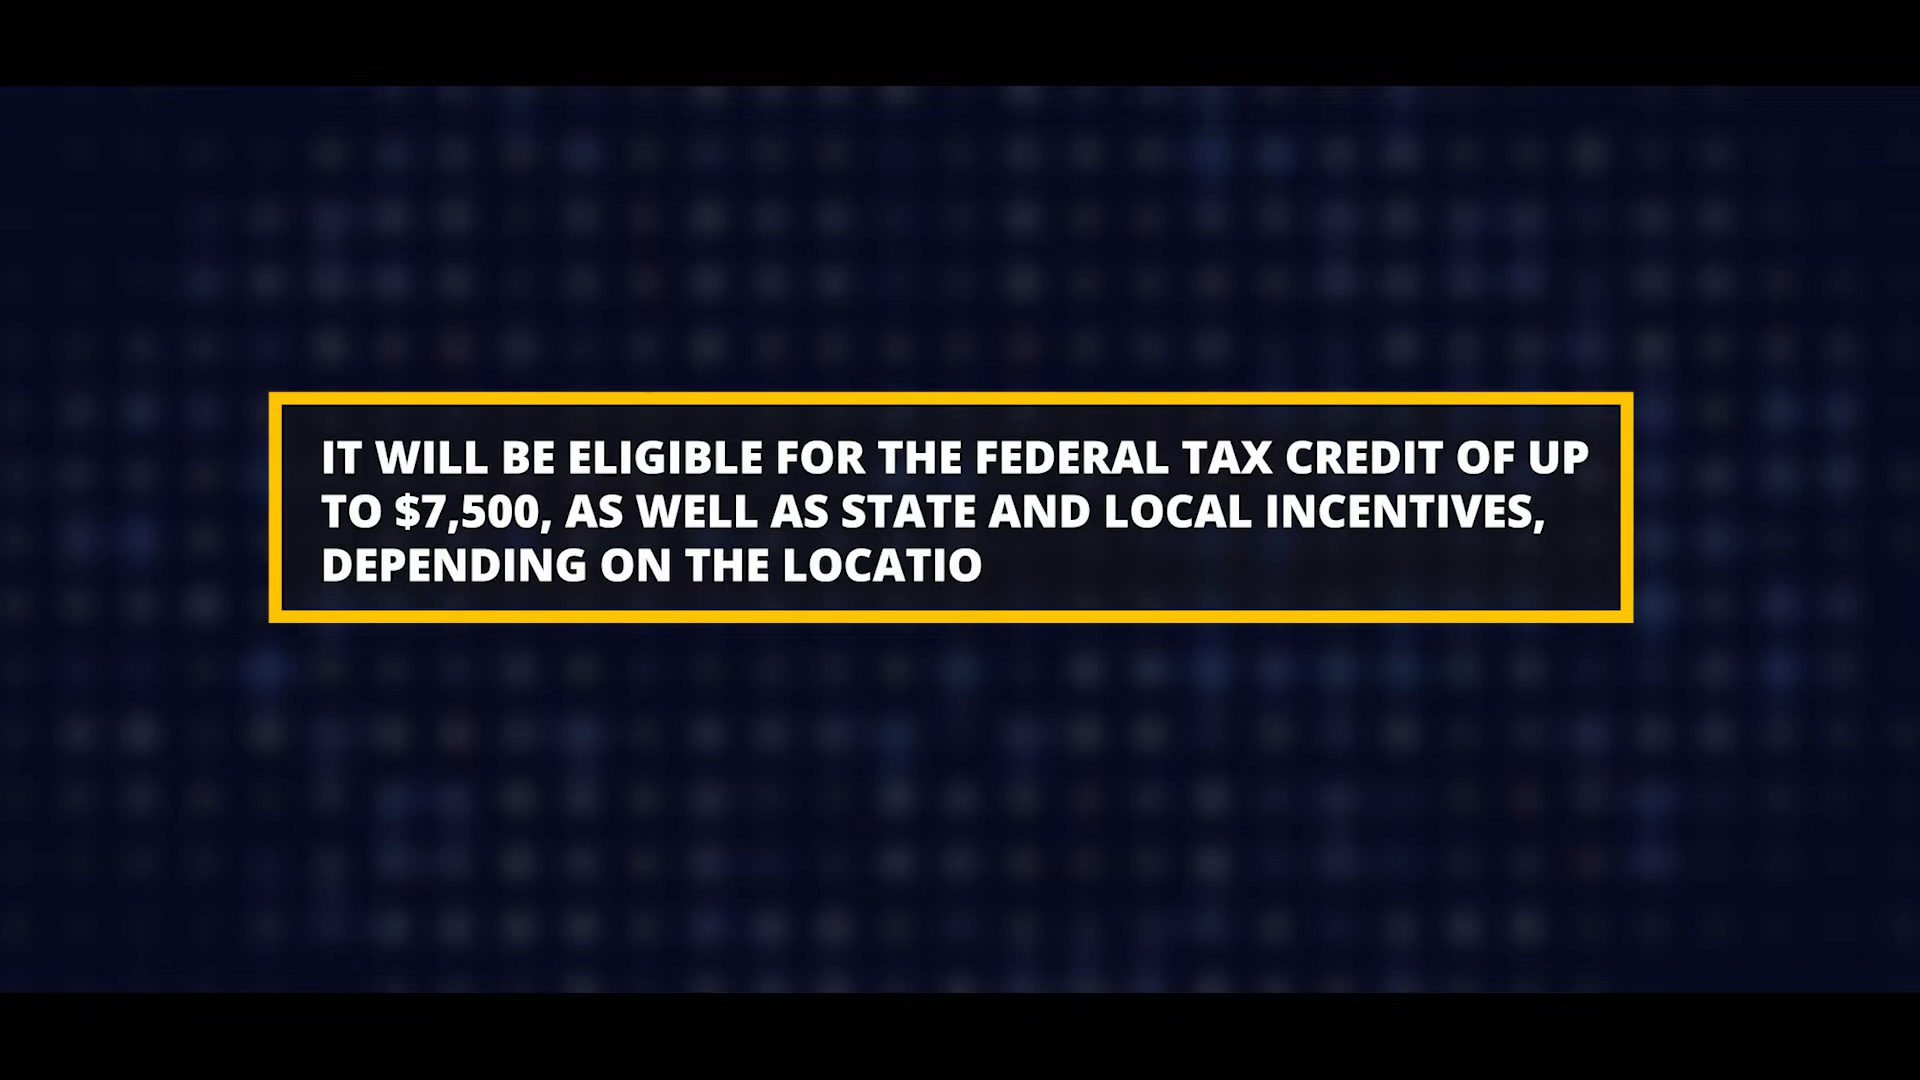 IT WILL BE ELIGIBLE FOR THE FEDERAL TAX CREDIT OF UP
TO $7,500, AS WELL AS STATE AND LOCAL INCENTIVES,
DEPENDING ON THE LOCATIO